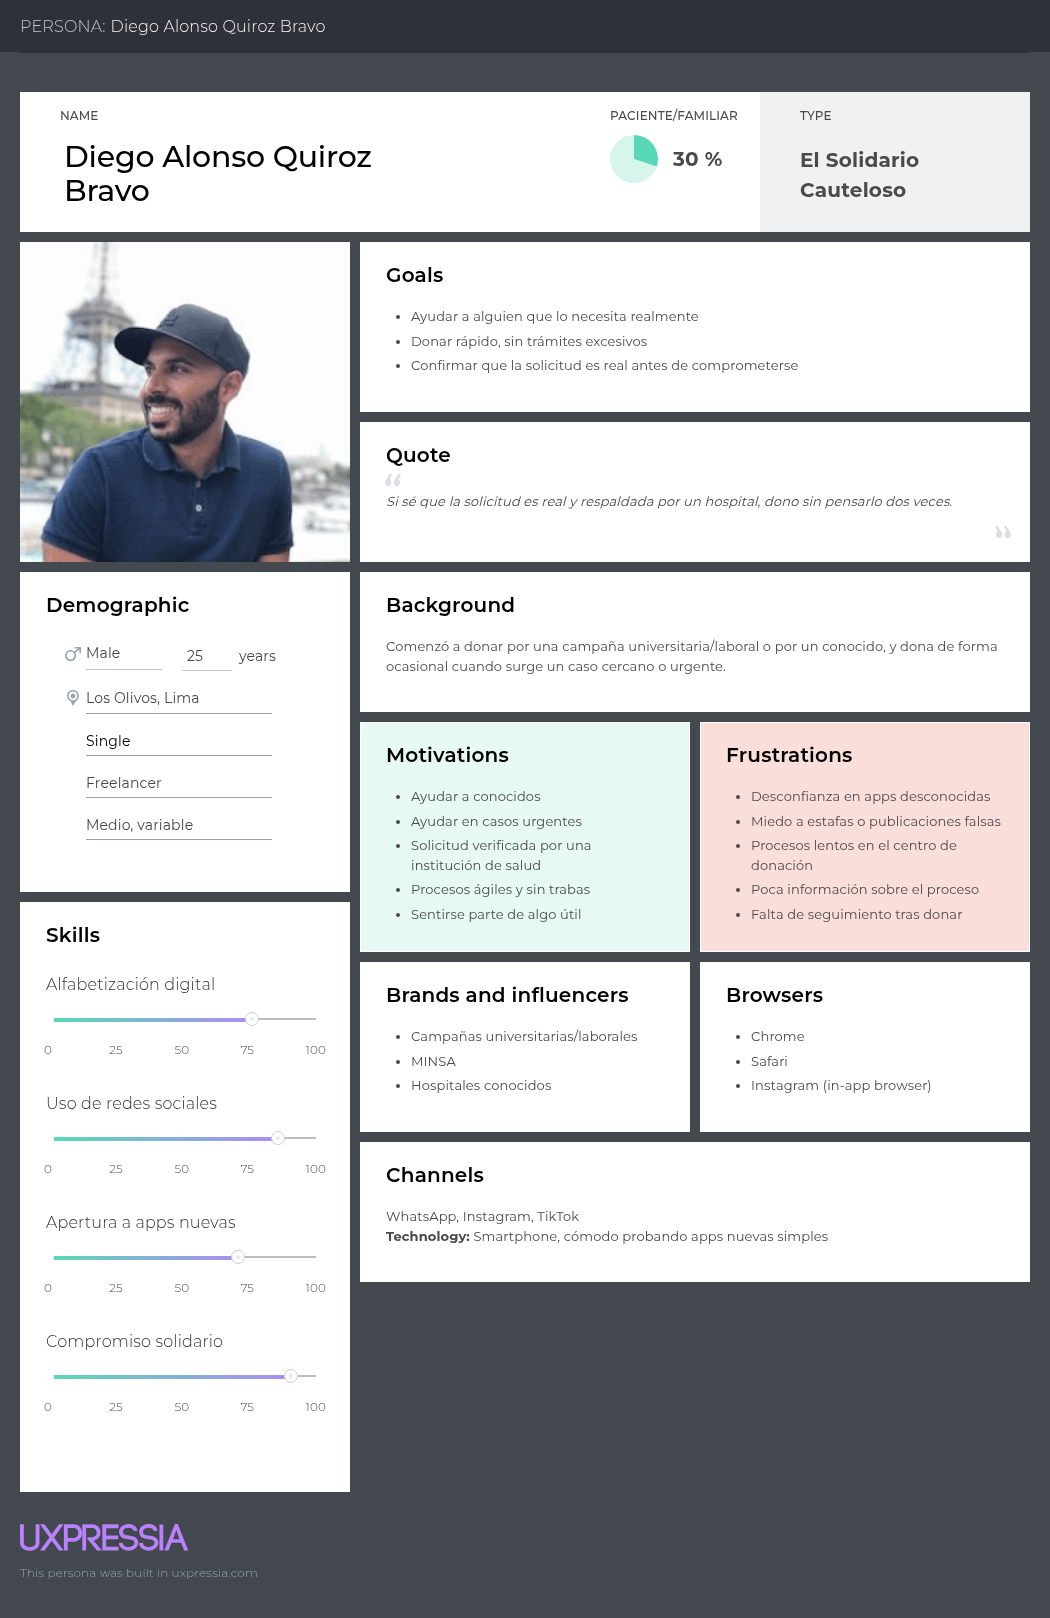 PERSONA: Diego Alonso Quiroz Bravo
NAME
Diego Alonso Quiroz
Bravo
PACIENTE/FAMILIAR
30 %
TYPE
El Solidario
Cauteloso
Goals
Ayudar a alguien que lo necesita realmente
Donar rápido, sin trámites excesivos
Confirmar que la solicitud es real antes de comprometerse
Quote
“
Si sé que la solicitud es real y respaldada por un hospital, dono sin pensarlo dos veces.
”
Demographic
Male
25 years
Los Olivos, Lima
Single
Freelancer
Medio, variable
Background
Comenzó a donar por una campaña universitaria/laboral o por un conocido, y dona de forma
ocasional cuando surge un caso cercano o urgente.
Motivations
Ayudar a conocidos
Ayudar en casos urgentes
Solicitud verificada por una
institución de salud
Procesos ágiles y sin trabas
Sentirse parte de algo útil
Frustrations
Desconfianza en apps desconocidas
Miedo a estafas o publicaciones falsas
Procesos lentos en el centro de
donación
Poca información sobre el proceso
Falta de seguimiento tras donar
Skills
Alfabetización digital
0 25 50 75 100
Uso de redes sociales
0 25 50 75 100
Apertura a apps nuevas
0 25 50 75 100
Compromiso solidario
0 25 50 75 100
Brands and influencers
Campañas universitarias/laborales
MINSA
Hospitales conocidos
Browsers
Chrome
Safari
Instagram (in-app browser)
Channels
WhatsApp, Instagram, TikTok
Technology: Smartphone, cómodo probando apps nuevas simples
UXPRESSIA
This persona was built in uxpressia.com